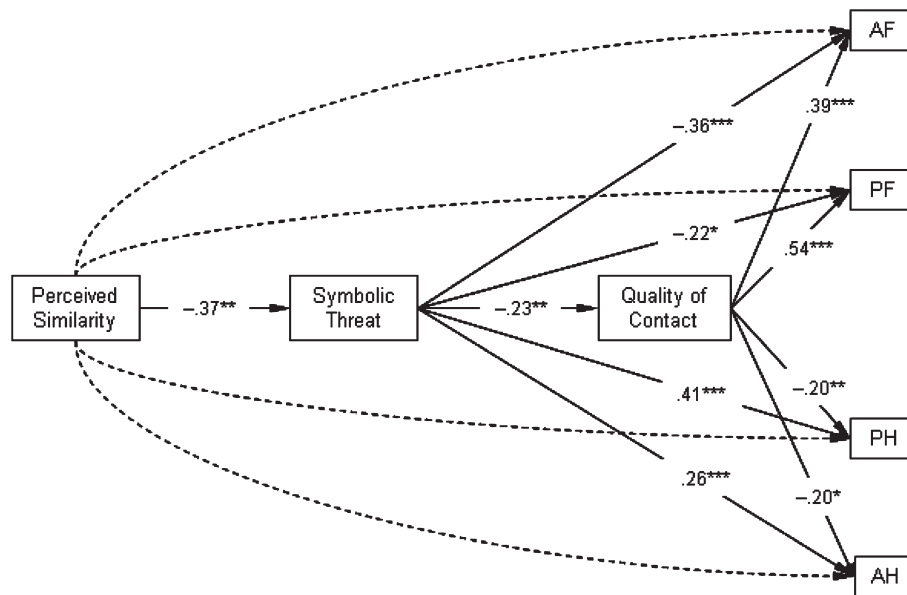 AF
.39***
–.36***
PF
–.22*
.54***
Perceived
Similarity
–.37**
Symbolic
Threat
–.23**
Quality of
Contact
.41***
–.20**
PH
.26***
–.20*
AH